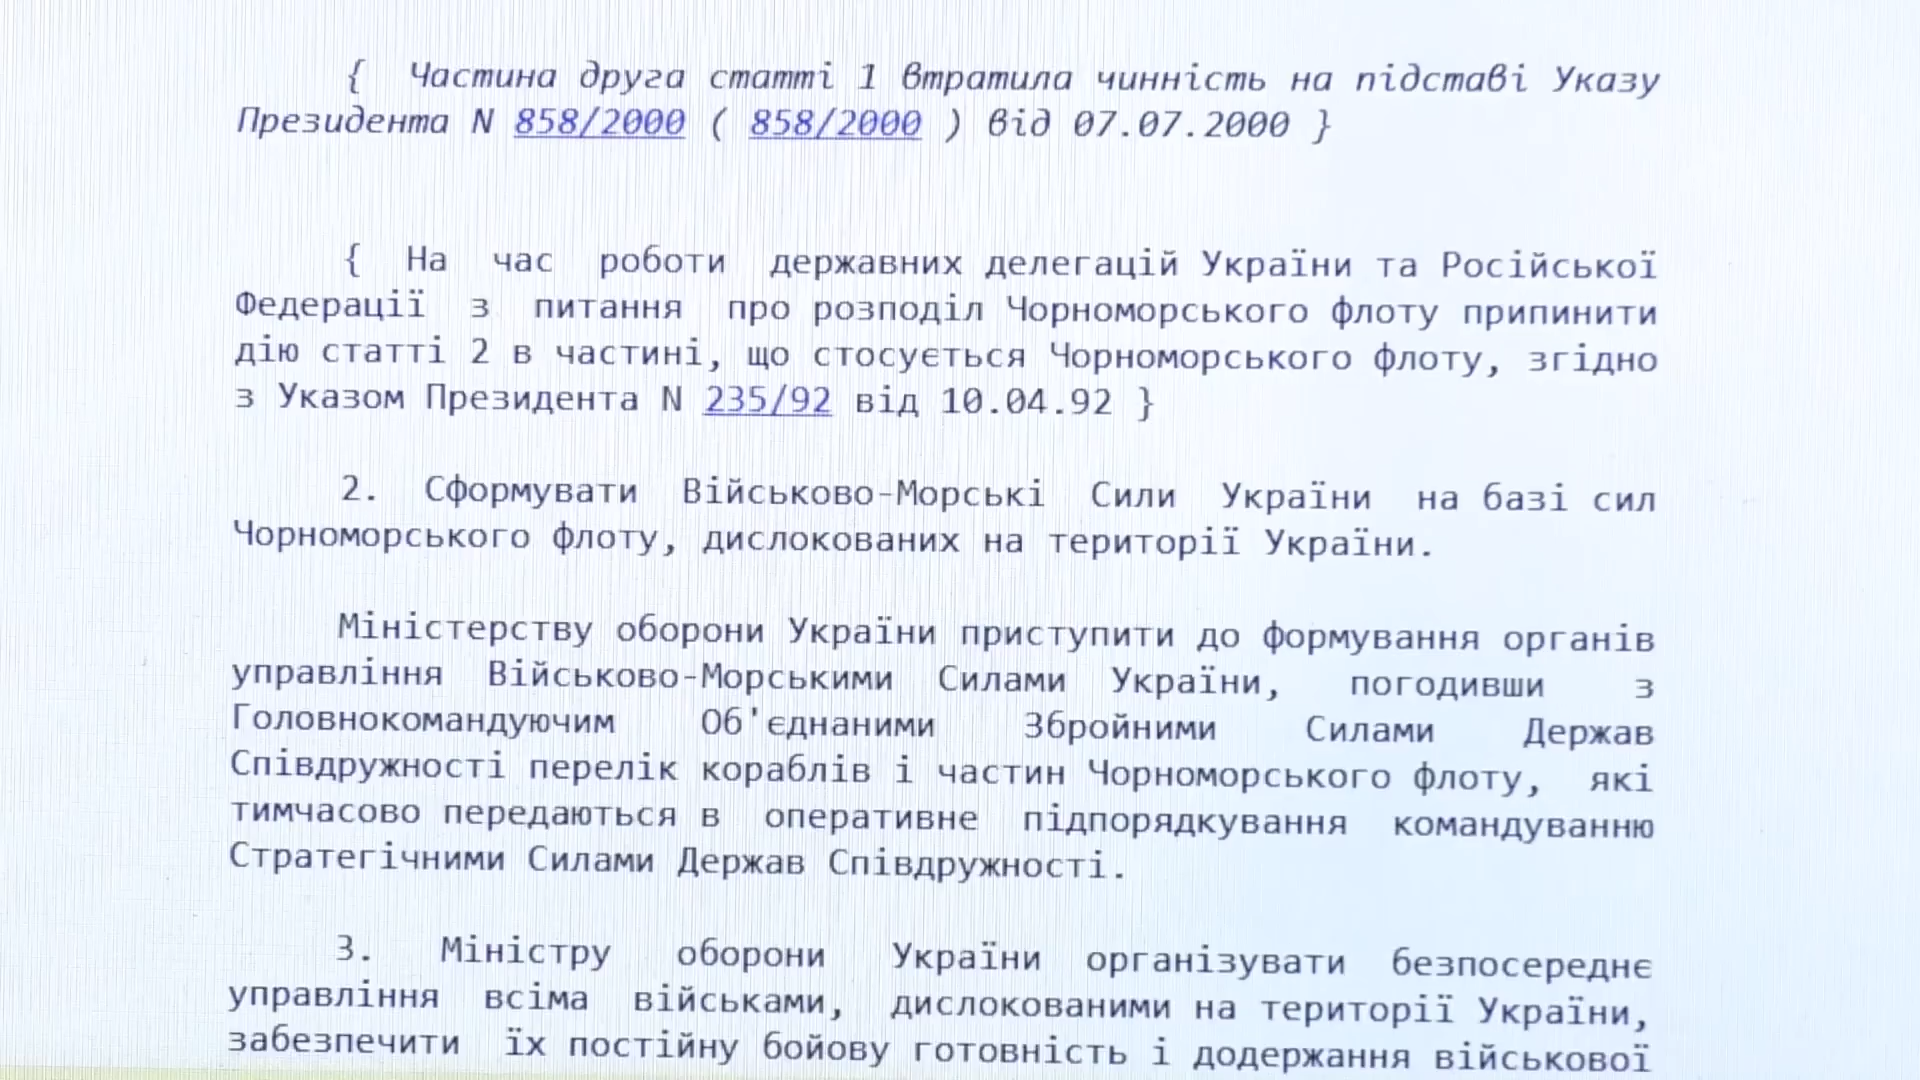 { Частина друга статті 1 втратила чинність на підставі Указу
Президента N 858/2000 ( 858/2000 ) від 07.07.2000 }
{ На час роботи державних делегацій України та Російської
Федерації з питання про розподіл Чорноморського флоту припинити
дію статті 2 в частині, що стосується Чорноморського флоту, згідно
з Указом Президента N 235/92 від 10.04.92 }
2. Сформувати Військово-Морські Сили України на базі сил
Чорноморського флоту, дислокованих на території України.
Міністерству оборони України приступити до формування органів
управління Військово-Морськими Силами України, погодивши з
Головнокомандуючим Об'єднаними Збройними Силами Держав
Співдружності перелік кораблів і частин Чорноморського флоту, які
тимчасово передаються в оперативне підпорядкування командуванню
Стратегічними Силами Держав Співдружності.
3. Міністру оборони України організувати безпосереднє
управління всіма військами, дислокованими на території України,
забезпечити їх постійну бойову готовність і додержання військової